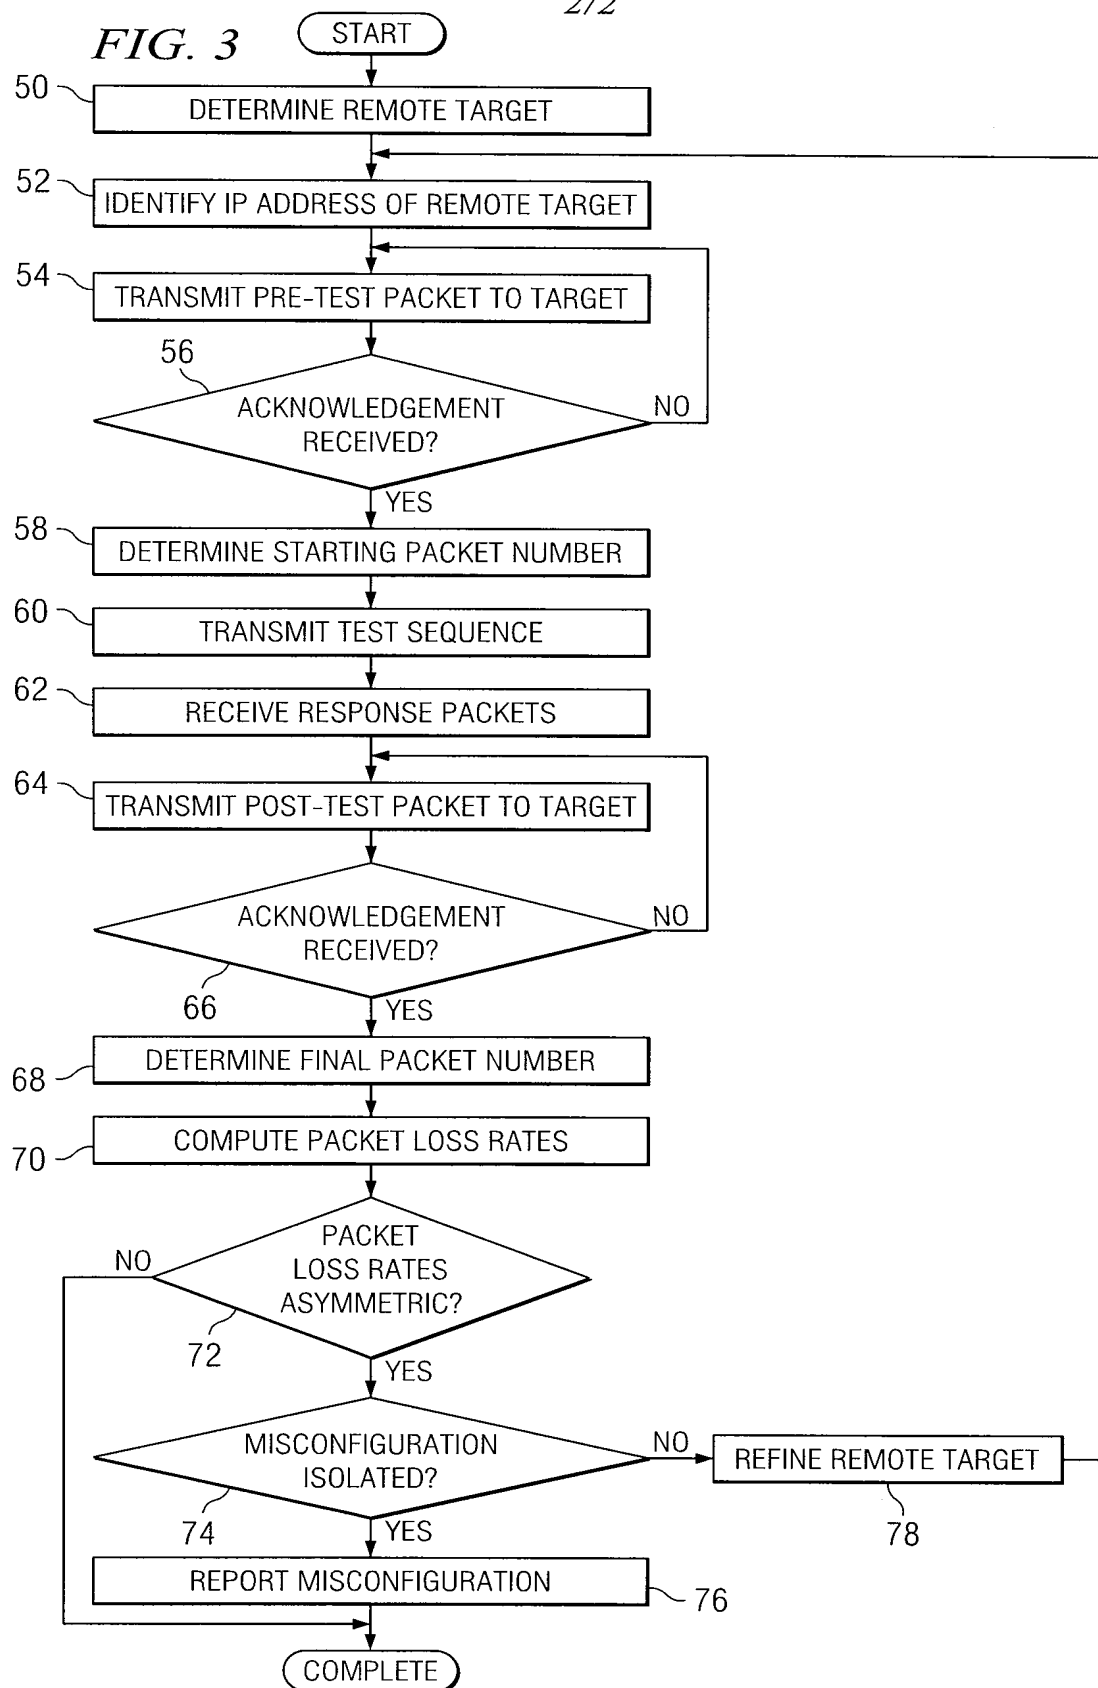 2/2
FIG. 3
START
50
DETERMINE REMOTE TARGET
52
IDENTIFY IP ADDRESS OF REMOTE TARGET
54
TRANSMIT PRE-TEST PACKET TO TARGET
56
ACKNOWLEDGEMENT
RECEIVED?
NO
YES
58
DETERMINE STARTING PACKET NUMBER
60
TRANSMIT TEST SEQUENCE
62
RECEIVE RESPONSE PACKETS
64
TRANSMIT POST-TEST PACKET TO TARGET
ACKNOWLEDGEMENT
RECEIVED?
NO
66
YES
DETERMINE FINAL PACKET NUMBER
68
COMPUTE PACKET LOSS RATES
70
PACKET
LOSS RATES
ASYMMETRIC?
NO
72
YES
MISCONFIGURATION
ISOLATED?
NO
REFINE REMOTE TARGET
74
78
YES
REPORT MISCONFIGURATION
76
COMPLETE